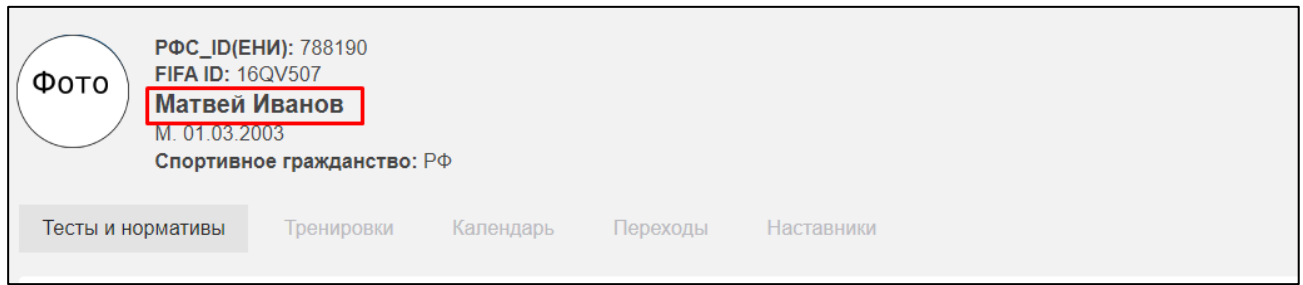 Фото
РФС_ID(ЕНИ): 788190
FIFA ID: 16QV507
Матвей Иванов
М. 01.03.2003
Спортивное гражданство: РФ
Тесты и нормативы Тренировки Календарь Переходы Наставники